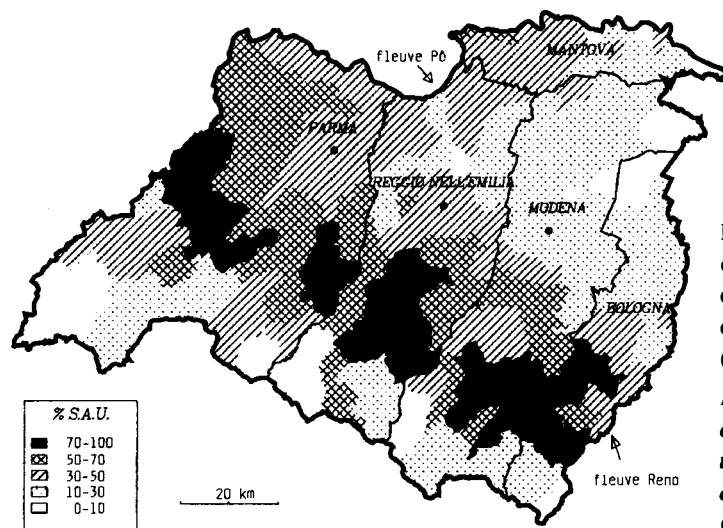 fleuve Pô
MANTOVA
PARMA
REGGIO NELL'EMILIA
MODENA
BOLOGNA
% S.A.U.
70-100
50-70
30-50
10-30
0-10
20 km
fleuve Reno